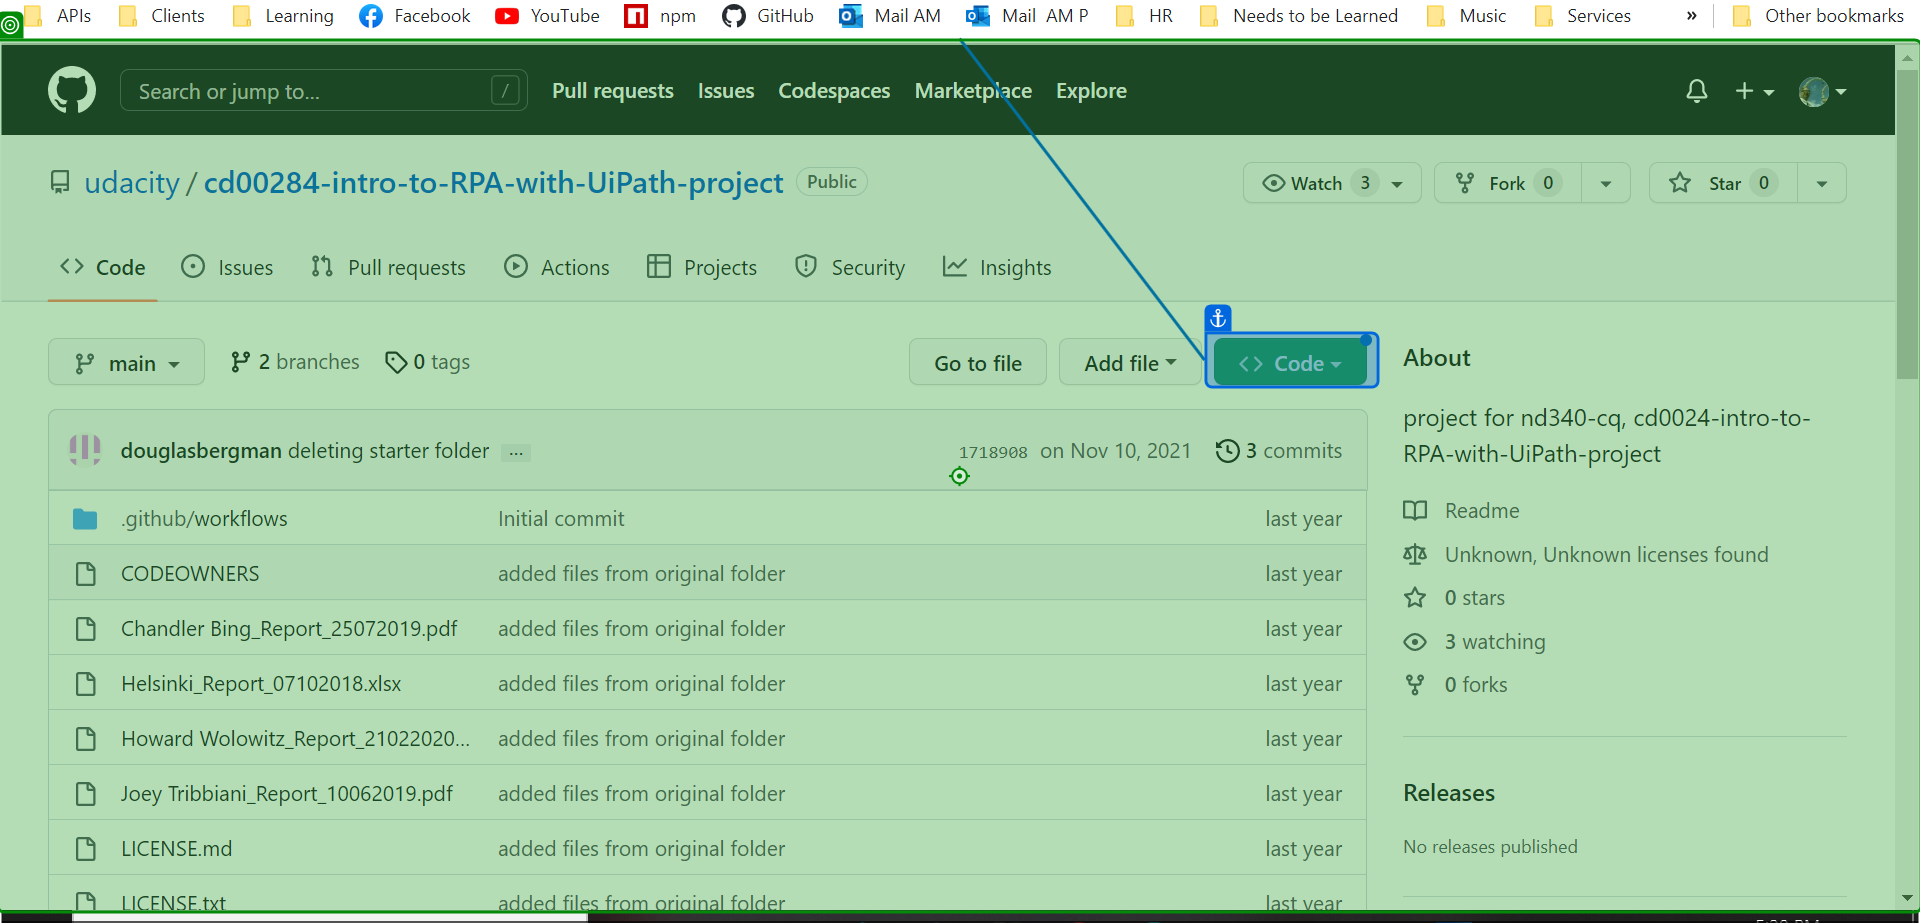 APIs Clients Learning Facebook YouTube npm GitHub Mail AM Mail AM P HR Needs to be Learned Music Services » Other bookmarks
Search or jump to... / Pull requests Issues Codespaces Marketplace Explore
udacity / cd00284-intro-to-RPA-with-UiPath-project Public Watch 3 Fork 0 Star 0
Code Issues Pull requests Actions Projects Security Insights
main 2 branches 0 tags Go to file Add file <> Code About
project for nd340-cq, cd0024-intro-to-
RPA-with-UiPath-project
douglasbergman deleting starter folder ... 1718908 on Nov 10, 2021 3 commits
.github/workflows Initial commit last year
Readme
CODEOWNERS added files from original folder last year
Unknown, Unknown licenses found
0 stars
Chandler Bing_Report_25072019.pdf added files from original folder last year
3 watching
Helsinki_Report_07102018.xlsx added files from original folder last year
0 forks
Howard Wolowitz_Report_21022020... added files from original folder last year
Joey Tribbiani_Report_10062019.pdf added files from original folder last year
Releases
LICENSE.md added files from original folder last year
No releases published
LICENSE.txt added files from original folder last year